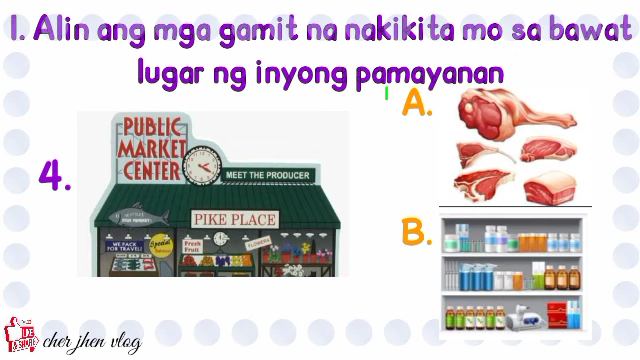 1. Alin ang mga gamit na nakikita mo sa bawat
lugar ng inyong pamayanan
A.
4.
PUBLIC
MARKET
CENTER
MEET THE PRODUCER
PIKE PLACE
WE PACK
FOR TRAVEL!
Special
Fresh
Fruit
FLOWERS
B.
cher jhen vlog